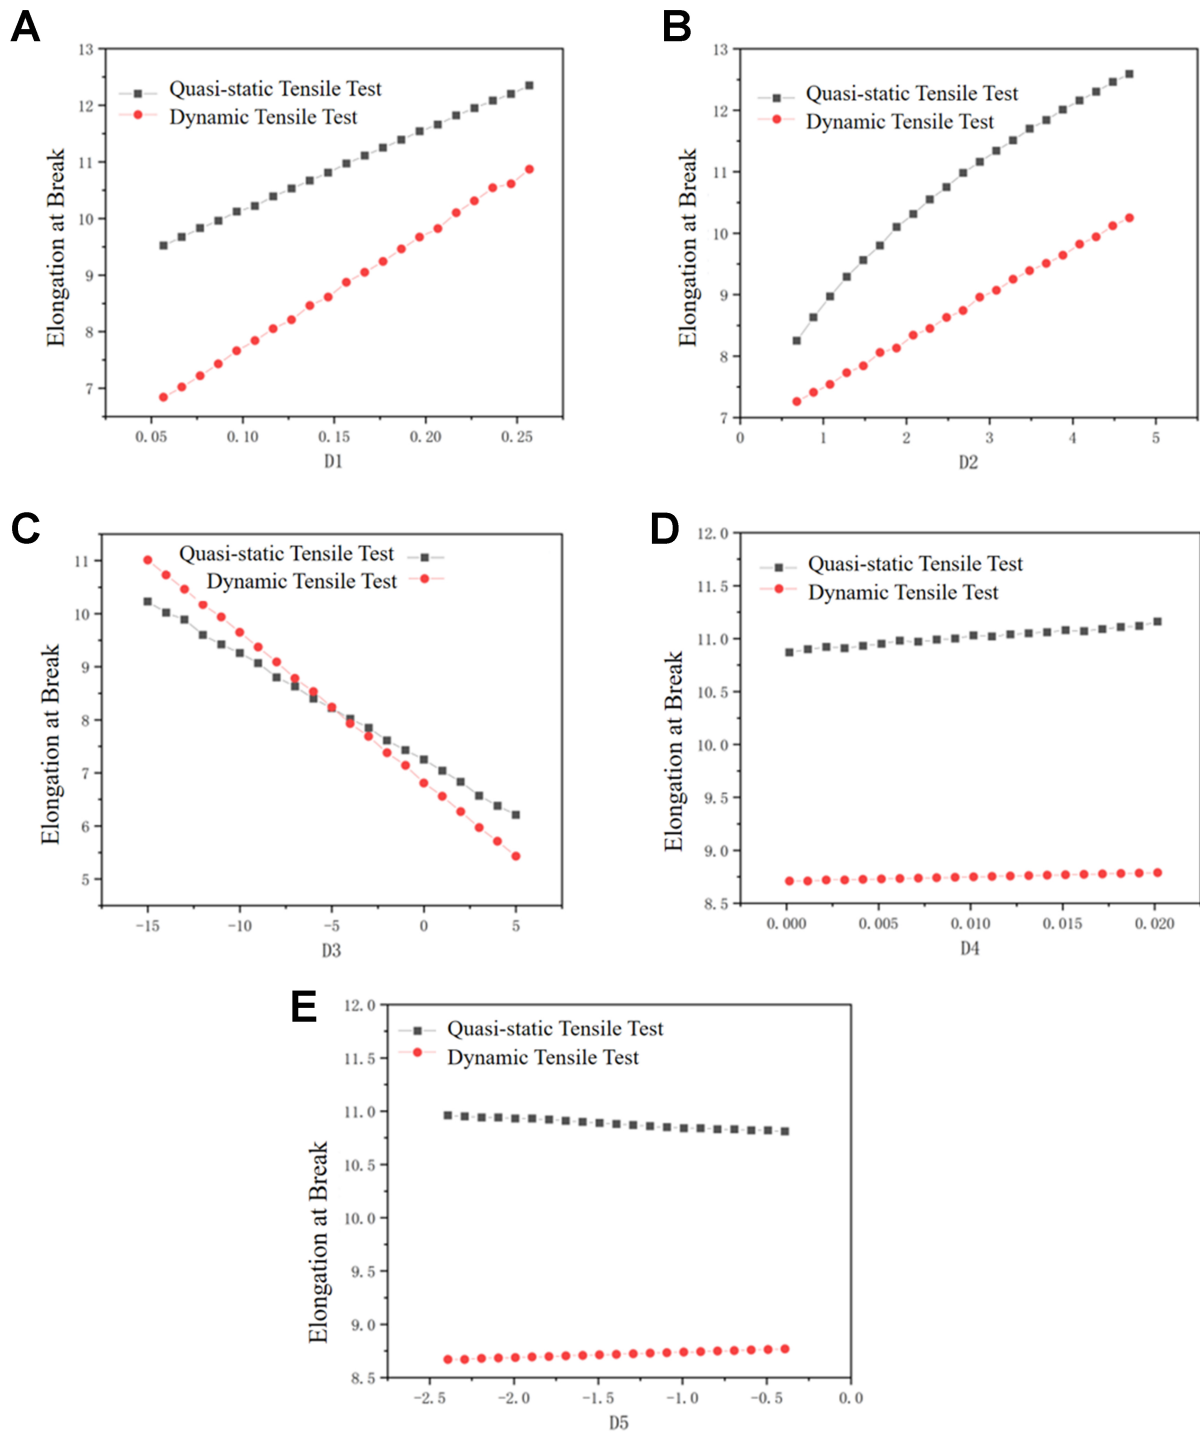 A
13
12
11
10
9
8
7
Elongation at Break
Quasi-static Tensile Test
Dynamic Tensile Test
0.05 0.10 0.15 0.20 0.25
D1
B
13
12
11
10
9
8
7
Elongation at Break
Quasi-static Tensile Test
Dynamic Tensile Test
0 1 2 3 4 5
D2
C
11
10
9
8
7
6
5
Elongation at Break
Quasi-static Tensile Test
Dynamic Tensile Test
-15 -10 -5 0 5
D3
D
12.0
11.5
11.0
10.5
10.0
9.5
9.0
8.5
Elongation at Break
Quasi-static Tensile Test
Dynamic Tensile Test
0.000 0.005 0.010 0.015 0.020
D4
E
12.0
11.5
11.0
10.5
10.0
9.5
9.0
8.5
Elongation at Break
Quasi-static Tensile Test
Dynamic Tensile Test
-2.5 -2.0 -1.5 -1.0 -0.5 0.0
D5